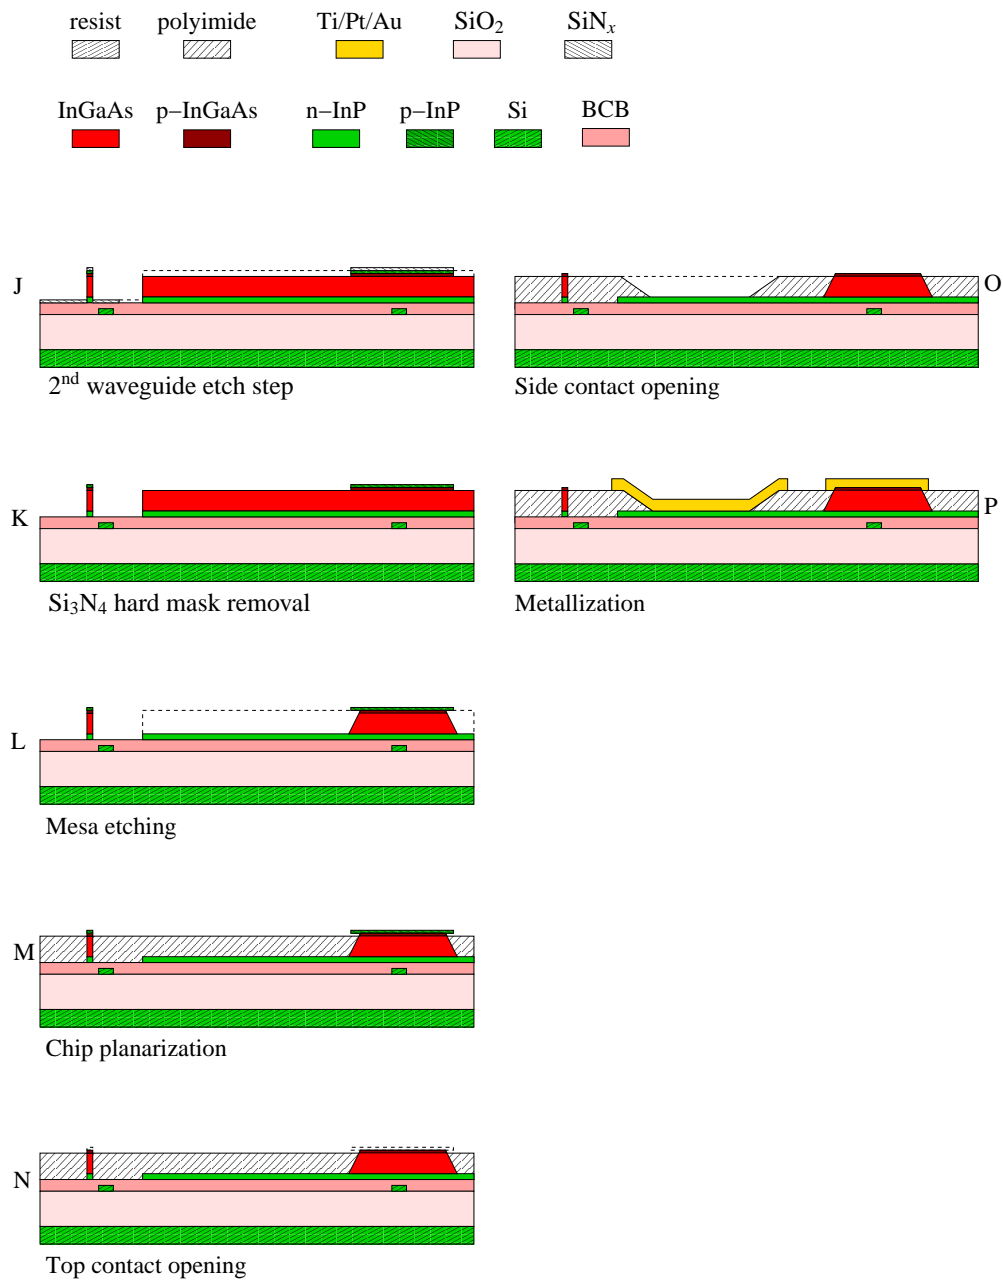 resist polyimide Ti/Pt/Au SiO₂ SiNₓ
InGaAs p–InGaAs n–InP p–InP Si BCB
J
2ⁿᵈ waveguide etch step
O
Side contact opening
K
Si₃N₄ hard mask removal
P
Metallization
L
Mesa etching
M
Chip planarization
N
Top contact opening